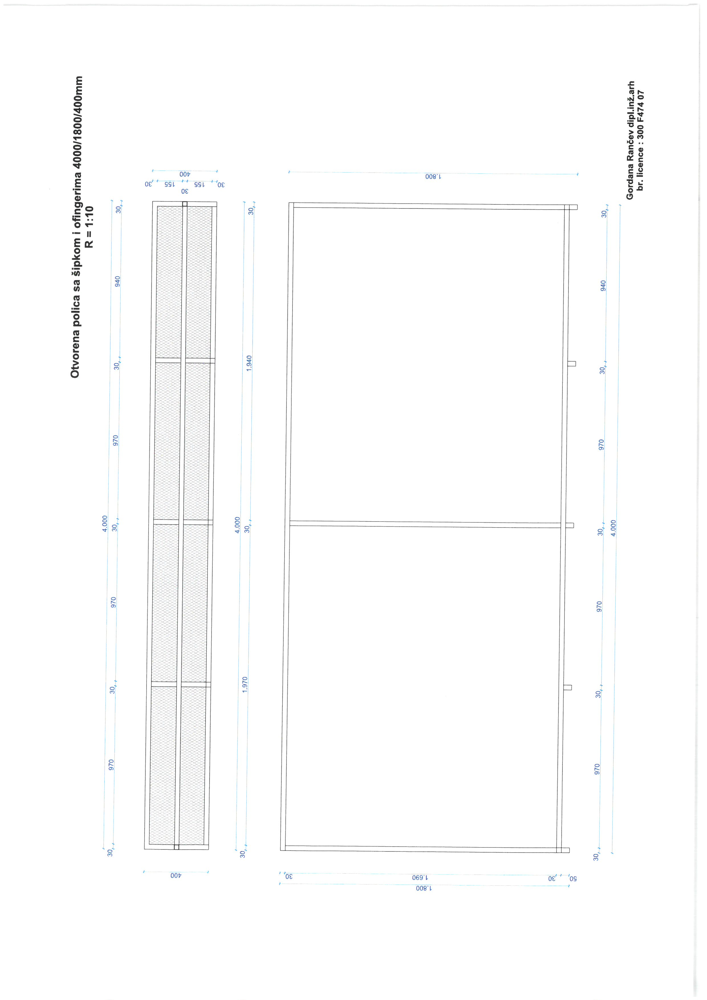 Otvorena polica sa šipkom i ofingerima 4000/1800/400mm
R = 1:10
4.000
30 970 30 970 30 970 30 940 30
400
30 155 30 155 30
400
4.000
30 1.970 30 1.940 30
30 1.690 30 50
1.800
1.800
30 970 30 970 30 970 30 940 30
4.000
Gordana Rančev dipl.inž.arh
br. licence : 300 F474 07